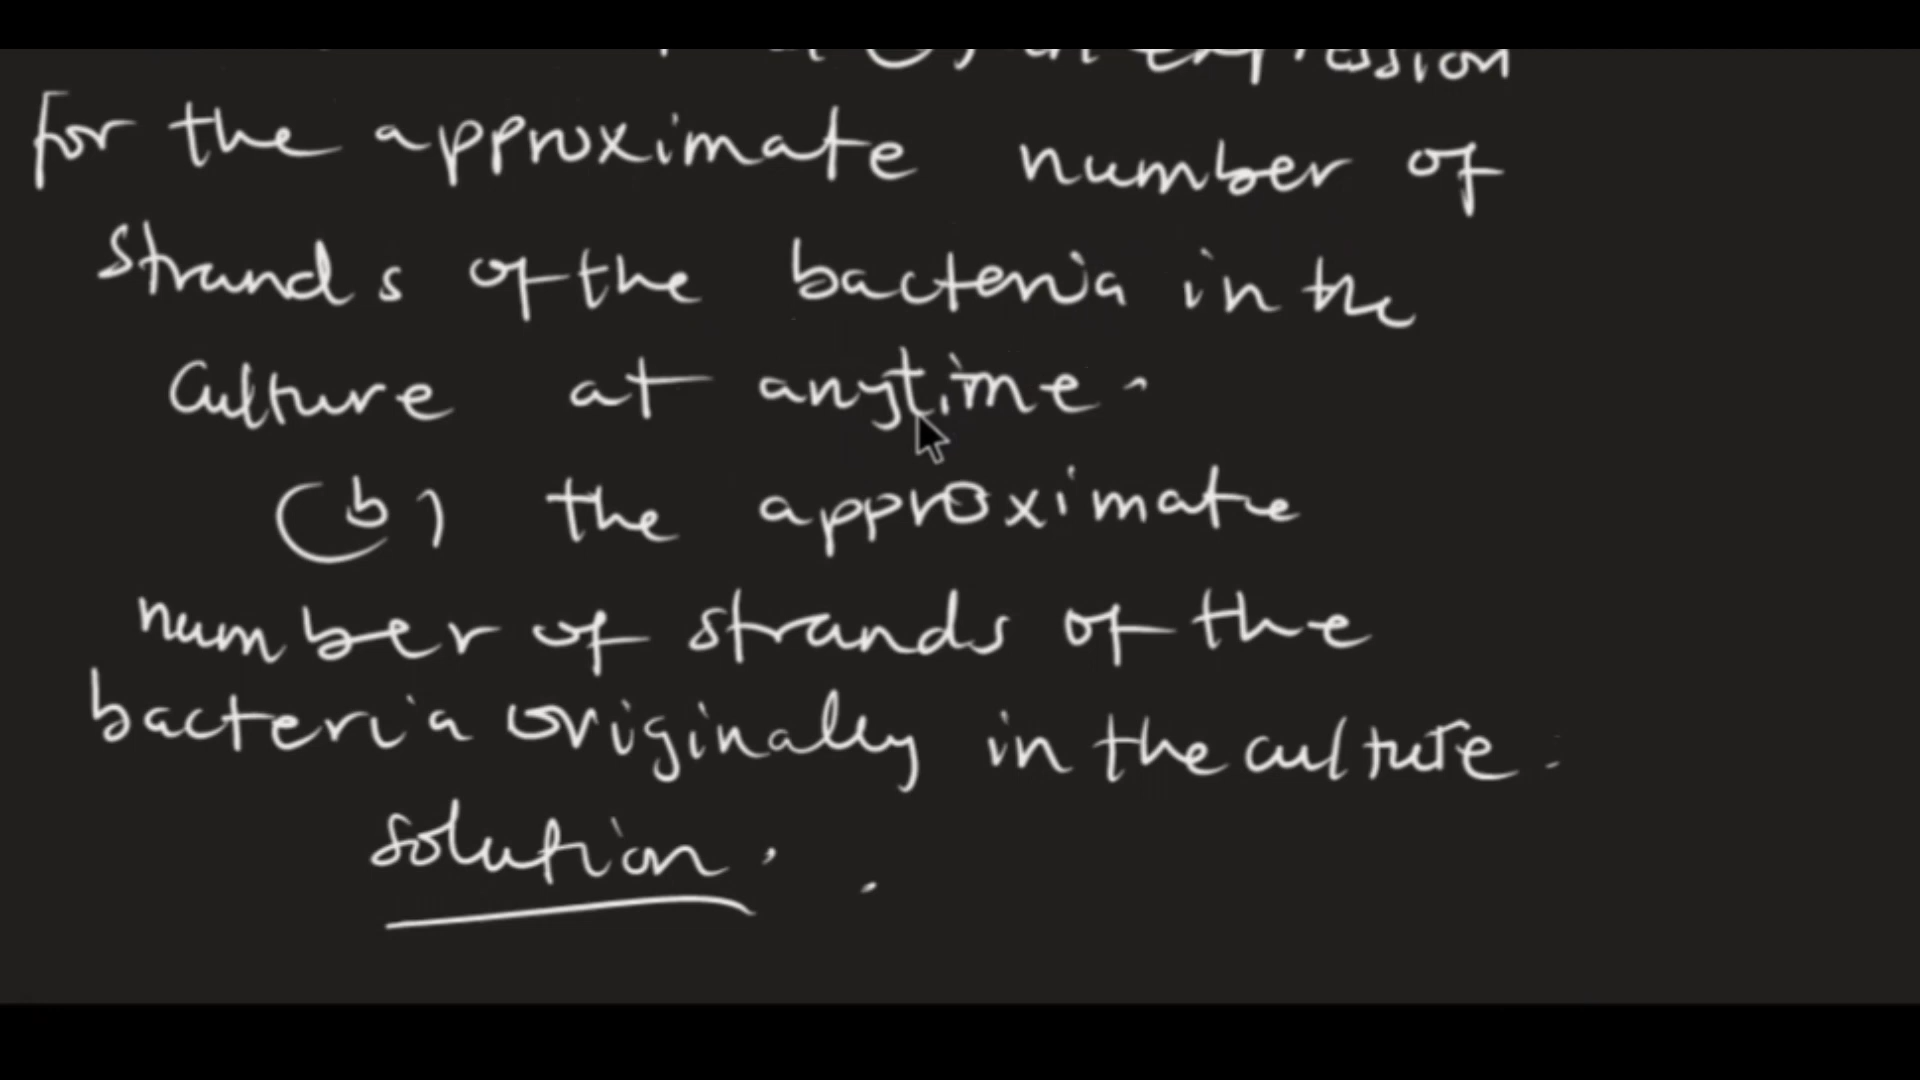 expression
for the approximate number of
strands of the bacteria in the
Culture at anytime.
(b) the approximate
number of strands of the
bacteria originally in the culture.
solution.